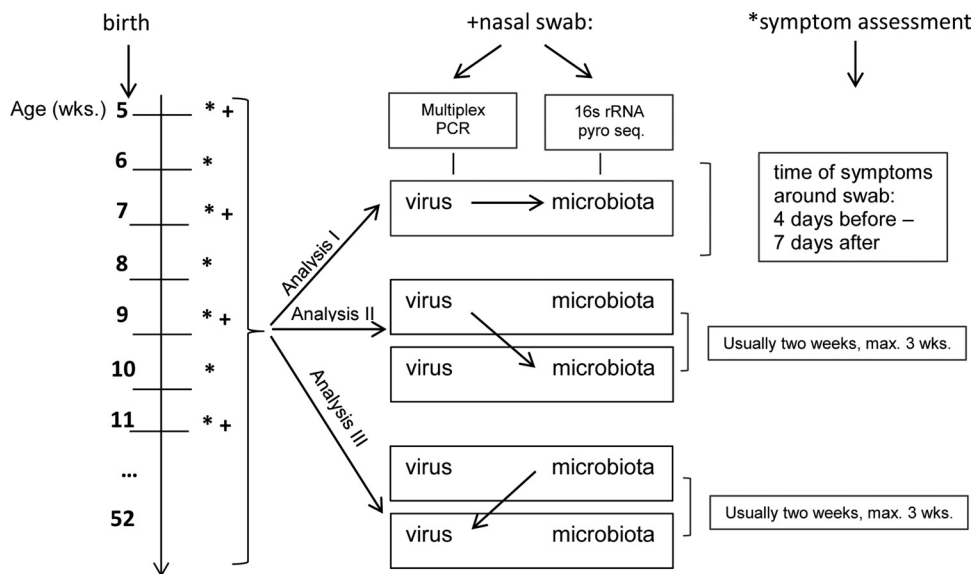 birth
+nasal swab:
*symptom assessment
Age (wks.) 5 * +
6 *
7 * +
8 *
9 * +
10 *
11 * +
...
52
Multiplex
PCR
16s rRNA
pyro seq.
Analysis I
virus microbiota
time of symptoms
around swab:
4 days before –
7 days after
Analysis II
virus microbiota
virus microbiota
Usually two weeks, max. 3 wks.
Analysis III
virus microbiota
virus microbiota
Usually two weeks, max. 3 wks.